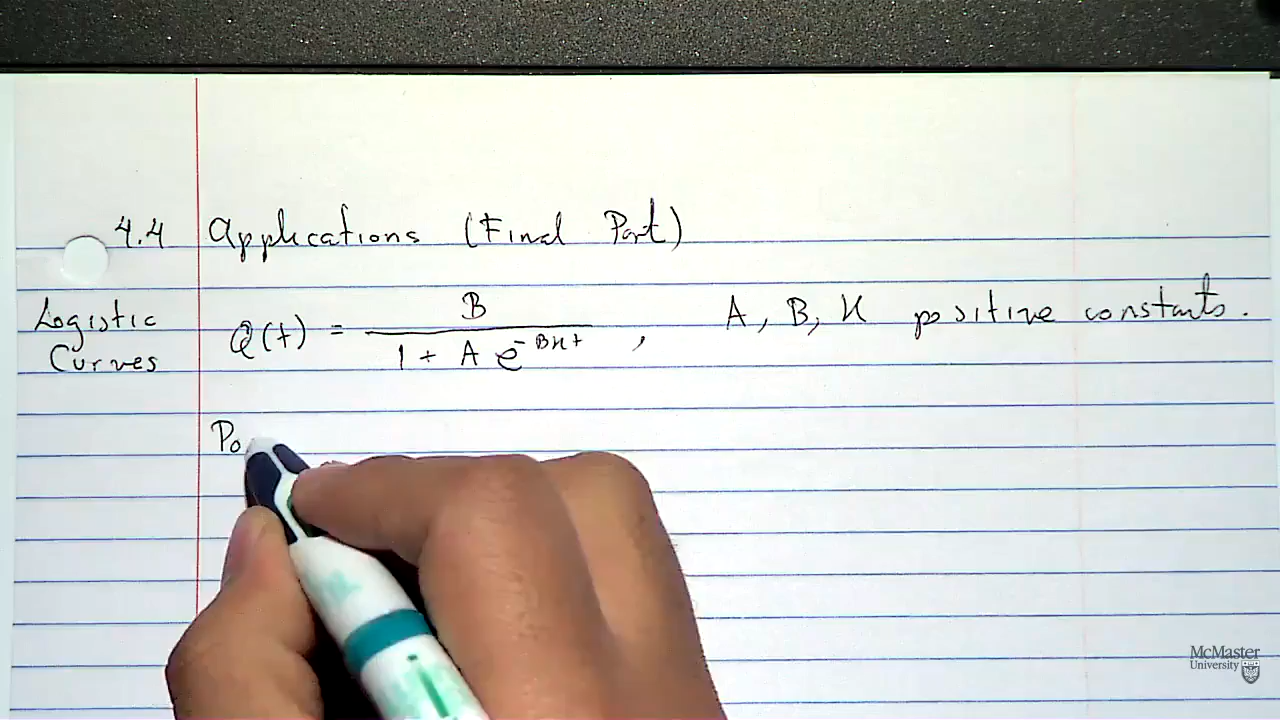 4.4 Applications (Final Part)
Logistic Curves
Q(t) = B / (1 + A e^{-Bkt}) , A, B, k positive constants.
Po
McMaster
University